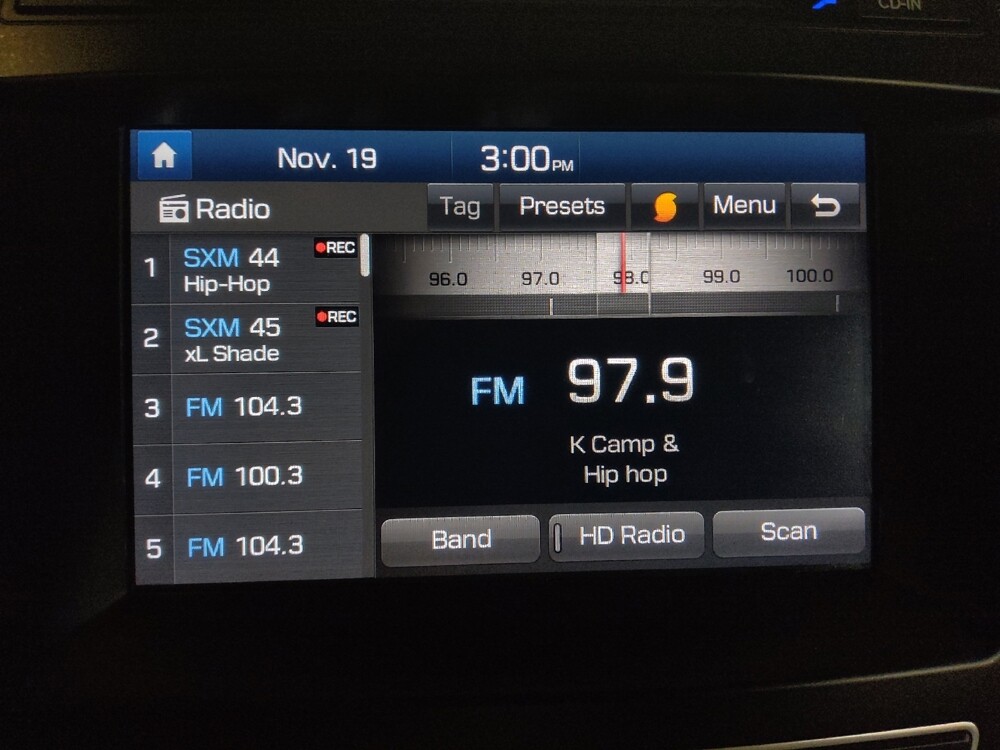 CD-IN
Nov. 19
3:00PM
Radio
Tag
Presets
Menu
1
SXM 44
REC
Hip-Hop
2
SXM 45
REC
xL Shade
3
FM 104.3
4
FM 100.3
5
FM 104.3
96.0 97.0 98.0 99.0 100.0
FM 97.9
K Camp &
Hip hop
Band
HD Radio
Scan